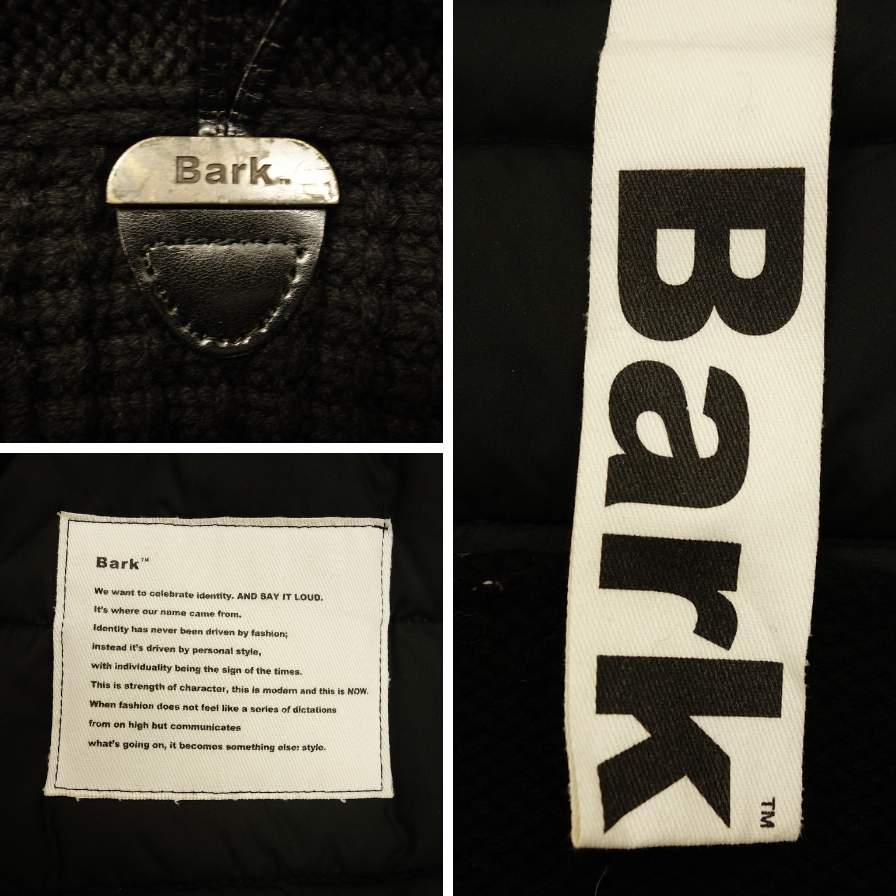 Bark™
Bark™
Bark™
We want to celebrate identity. AND SAY IT LOUD.
It's where our name came from.
Identity has never been driven by fashion;
instead it's driven by personal style,
with individuality being the sign of the times.
This is strength of character, this is modern and this is NOW.
When fashion does not feel like a series of dictations
from on high but communicates
what's going on, it becomes something else: style.